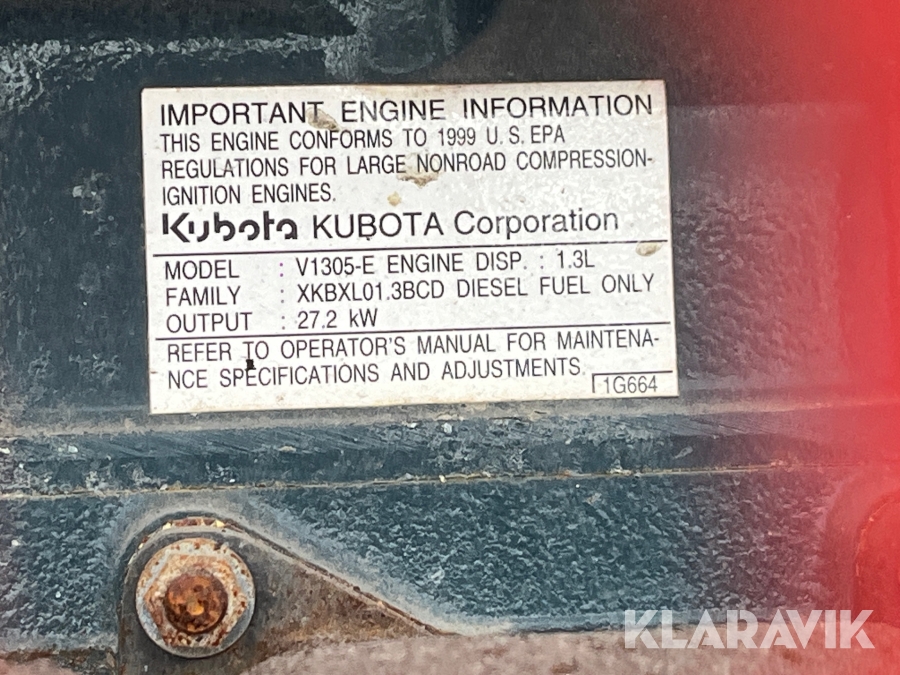 IMPORTANT ENGINE INFORMATION
THIS ENGINE CONFORMS TO 1999 U.S.EPA
REGULATIONS FOR LARGE NONROAD COMPRESSION-
IGNITION ENGINES.
Kubota KUBOTA Corporation
MODEL : V1305-E ENGINE DISP. : 1.3L
FAMILY : XKBXL01.3BCD DIESEL FUEL ONLY
OUTPUT : 27.2 kW
REFER TO OPERATOR'S MANUAL FOR MAINTENA-
NCE SPECIFICATIONS AND ADJUSTMENTS.
1G664
KLARAVIK